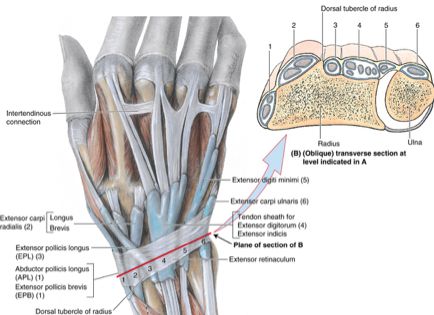 Dorsal tubercle of radius
2
3
4
5
6
1
Intertendinous
connection
Radius
Ulna
(B) (Oblique) transverse section at
level indicated in A
Extensor digiti minimi (5)
Extensor carpi ulnaris (6)
Extensor carpi
radialis (2)
Longus
Brevis
Tendon sheath for
Extensor digitorum (4)
Extensor indicis
Extensor pollicis longus
(EPL) (3)
Plane of section of B
Abductor pollicis longus
(APL) (1)
Extensor pollicis brevis
(EPB) (1)
Extensor retinaculum
1
2
3
4
5
6
Dorsal tubercle of radius